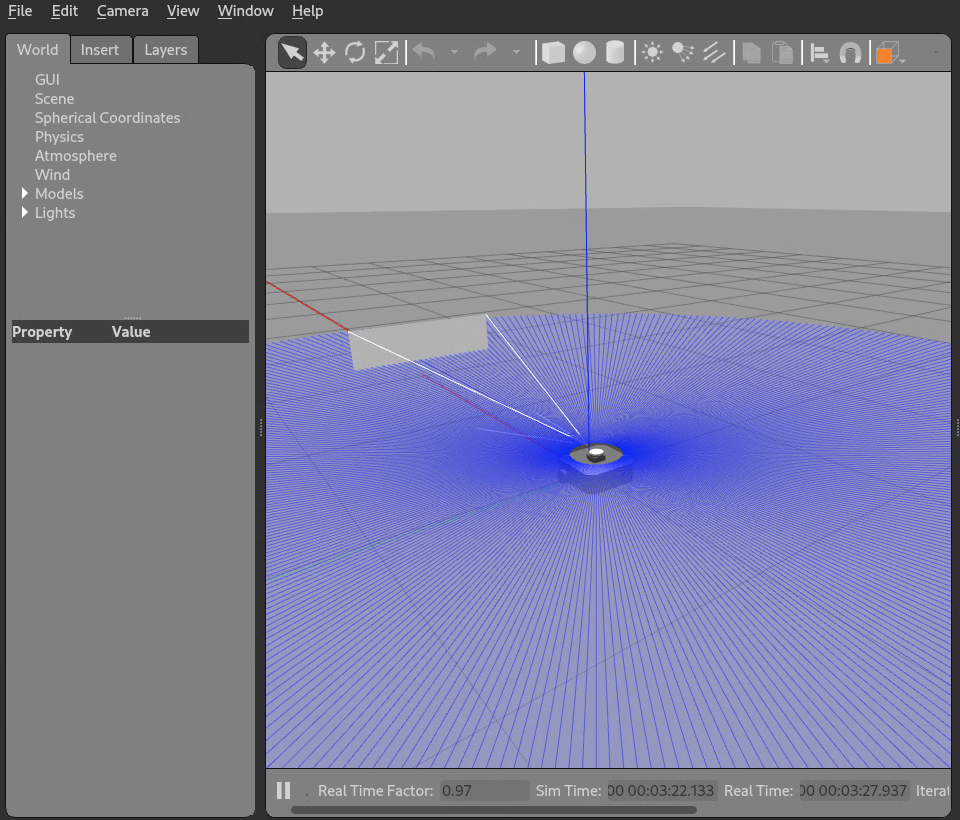 File Edit Camera View Window Help
World Insert Layers
GUI
Scene
Spherical Coordinates
Physics
Atmosphere
Wind
Models
Lights
Property Value
Real Time Factor: 0.97 Sim Time: 00 00:03:22.133 Real Time: 00 00:03:27.937